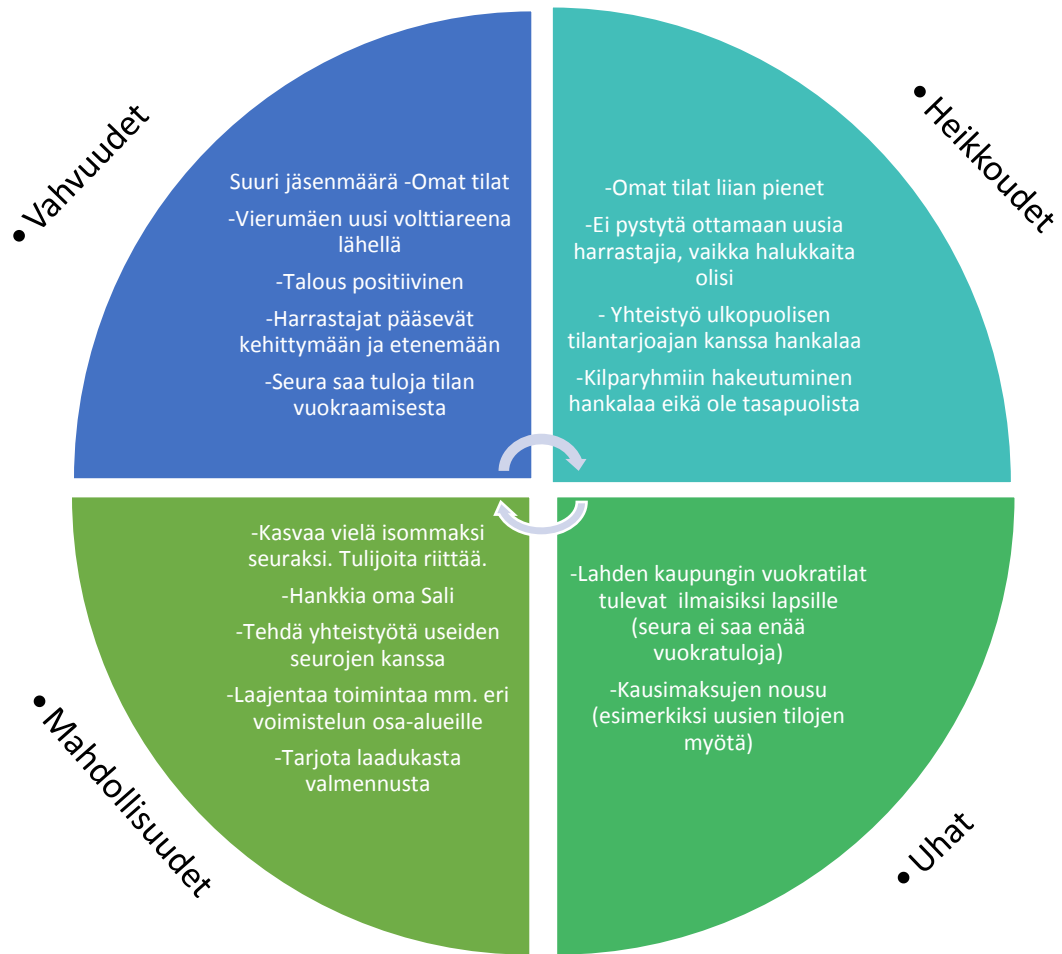 • Vahvuudet
Suuri jäsenmäärä -Omat tilat
-Vierumäen uusi volttiareena
lähellä
-Talous positiivinen
-Harrastajat pääsevät
kehittymään ja etenemään
-Seura saa tuloja tilan
vuokraamisesta
• Heikkoudet
-Omat tilat liian pienet
-Ei pystytä ottamaan uusia
harrastajia, vaikka halukkaita
olisi
- Yhteistyö ulkopuolisen
tilantarjoajan kanssa hankalaa
-Kilparyhmiin hakeutuminen
hankalaa eikä ole tasapuolista
• Mahdollisuudet
-Kasvaa vielä isommaksi
seuraksi. Tulijoita riittää.
-Hankkia oma Sali
-Tehdä yhteistyötä useiden
seurojen kanssa
-Laajentaa toimintaa mm. eri
voimistelun osa-alueille
-Tarjota laadukasta
valmennusta
• Uhat
-Lahden kaupungin vuokratilat
tulevat ilmaisiksi lapsille
(seura ei saa enää
vuokratuloja)
-Kausimaksujen nousu
(esimerkiksi uusien tilojen
myötä)